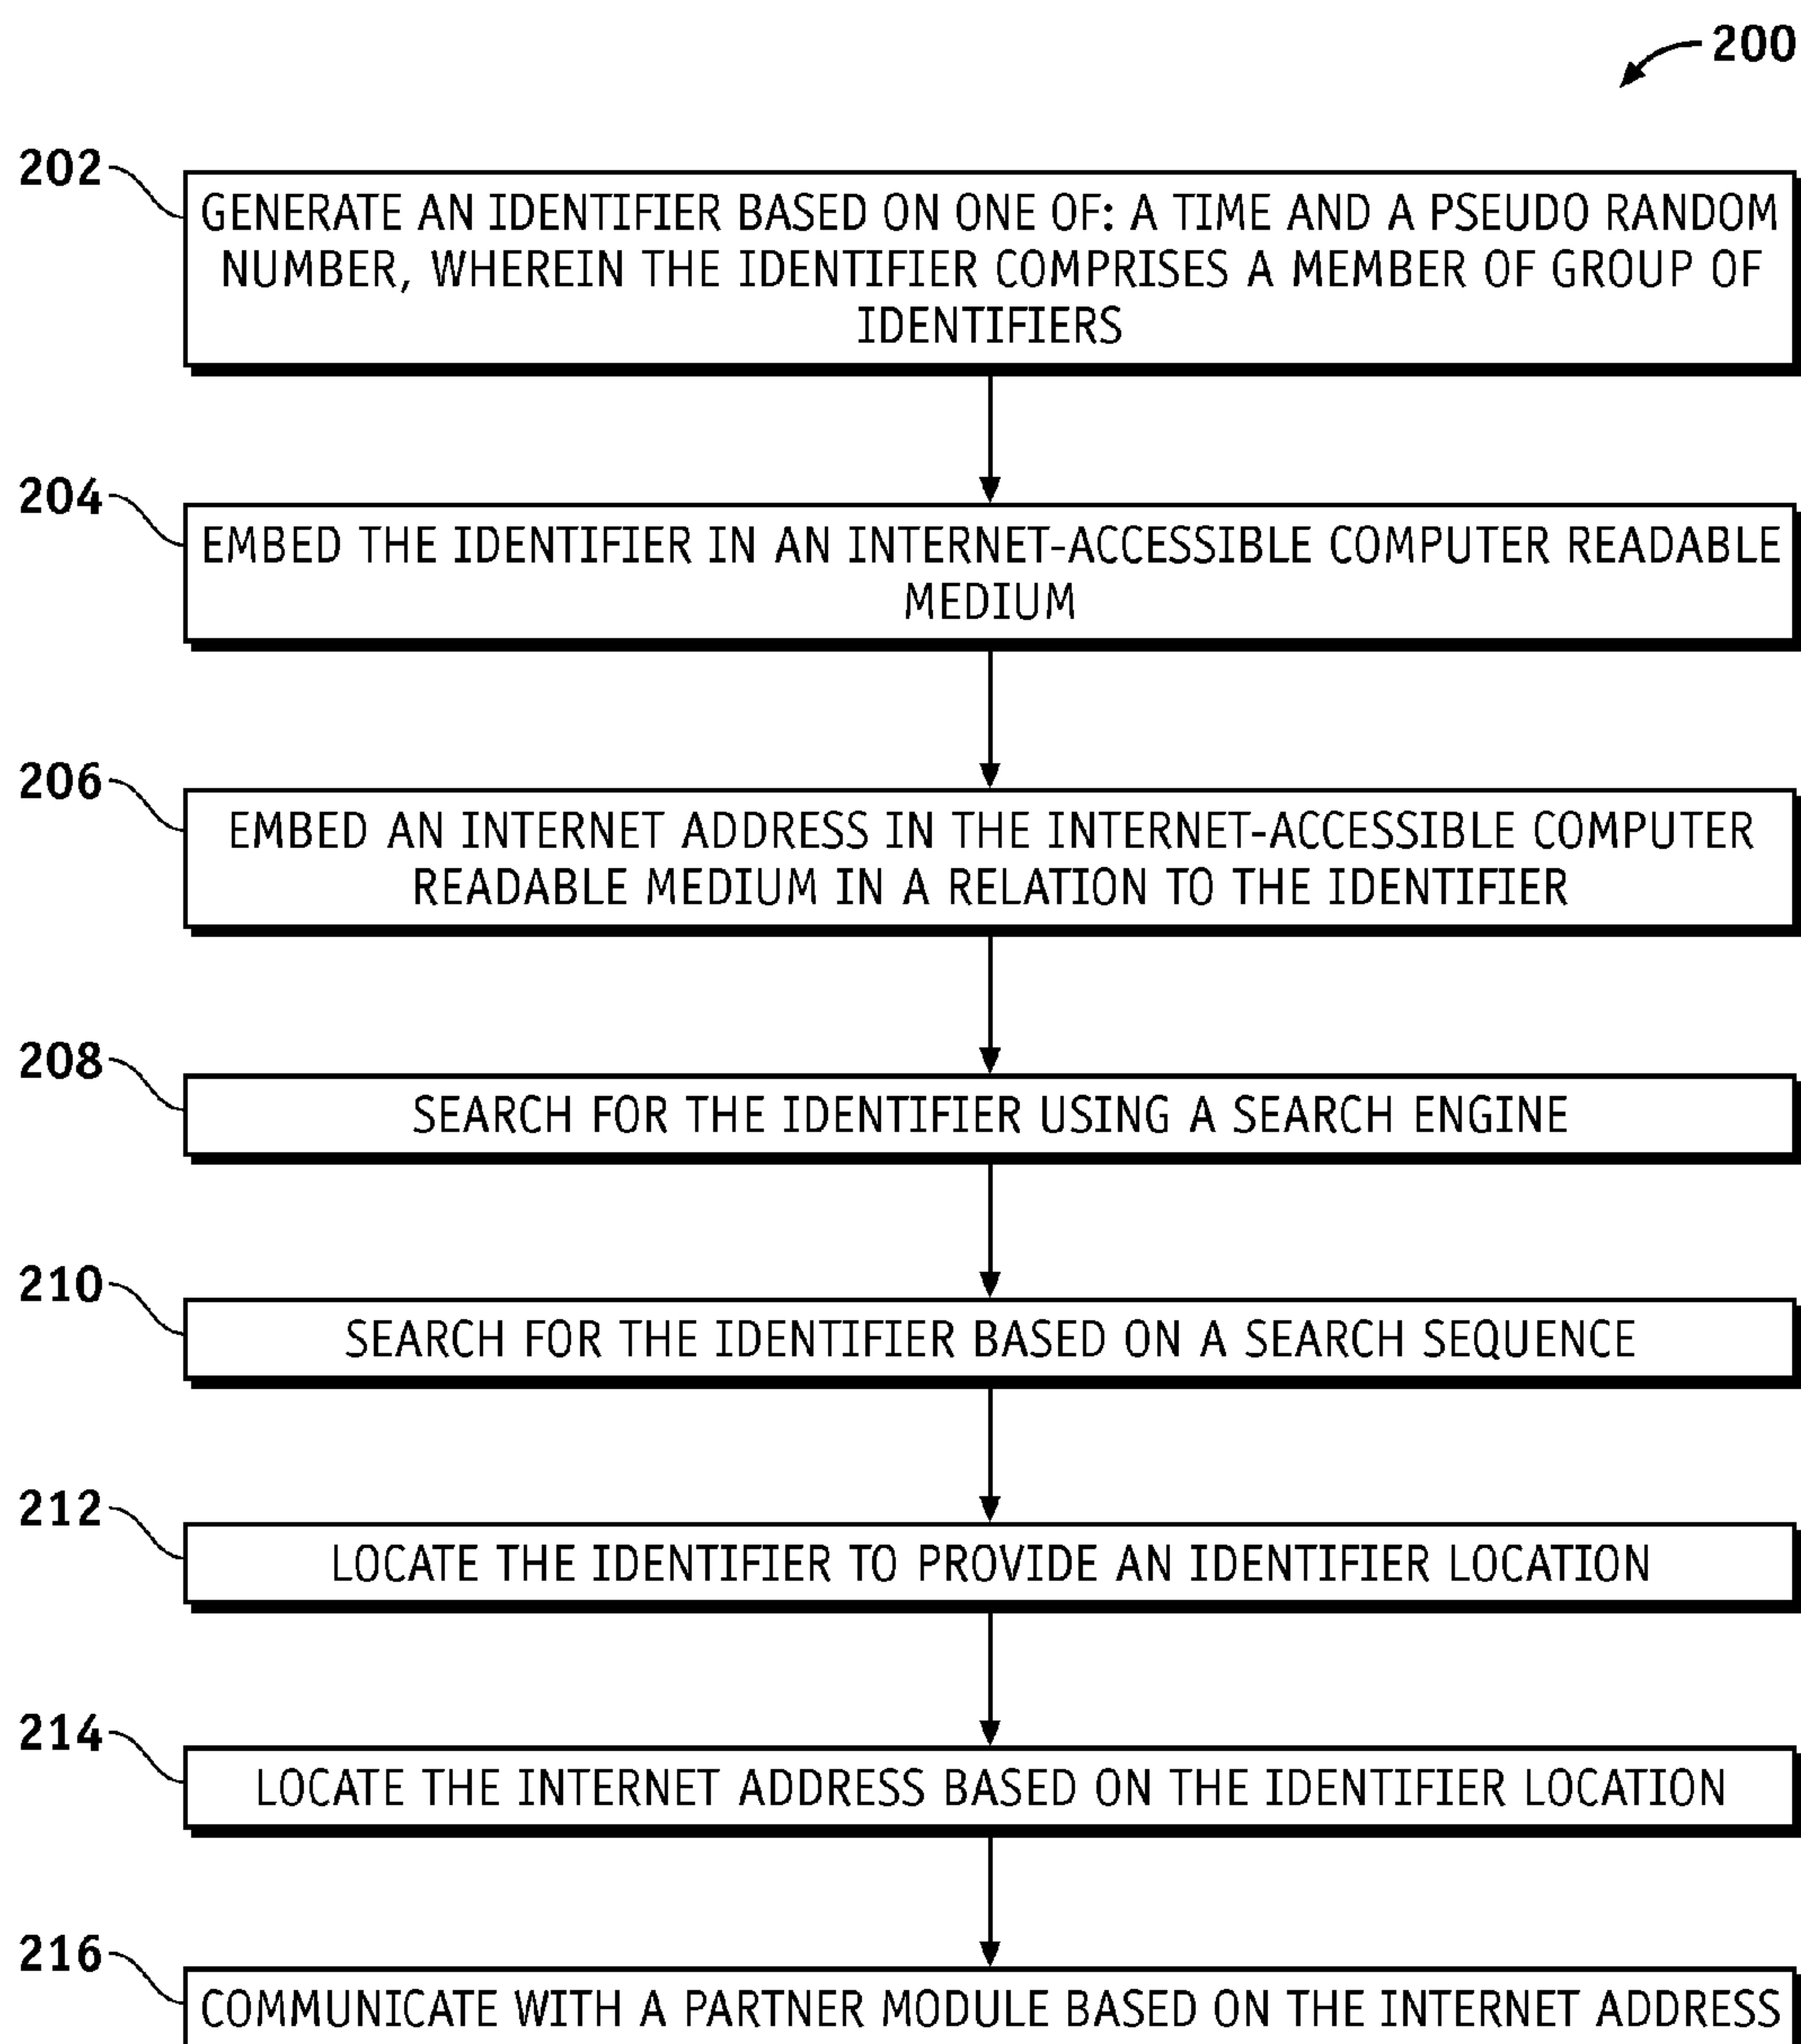 200
202
GENERATE AN IDENTIFIER BASED ON ONE OF: A TIME AND A PSEUDO RANDOM
NUMBER, WHEREIN THE IDENTIFIER COMPRISES A MEMBER OF GROUP OF
IDENTIFIERS
204
EMBED THE IDENTIFIER IN AN INTERNET-ACCESSIBLE COMPUTER READABLE
MEDIUM
206
EMBED AN INTERNET ADDRESS IN THE INTERNET-ACCESSIBLE COMPUTER
READABLE MEDIUM IN A RELATION TO THE IDENTIFIER
208
SEARCH FOR THE IDENTIFIER USING A SEARCH ENGINE
210
SEARCH FOR THE IDENTIFIER BASED ON A SEARCH SEQUENCE
212
LOCATE THE IDENTIFIER TO PROVIDE AN IDENTIFIER LOCATION
214
LOCATE THE INTERNET ADDRESS BASED ON THE IDENTIFIER LOCATION
216
COMMUNICATE WITH A PARTNER MODULE BASED ON THE INTERNET ADDRESS